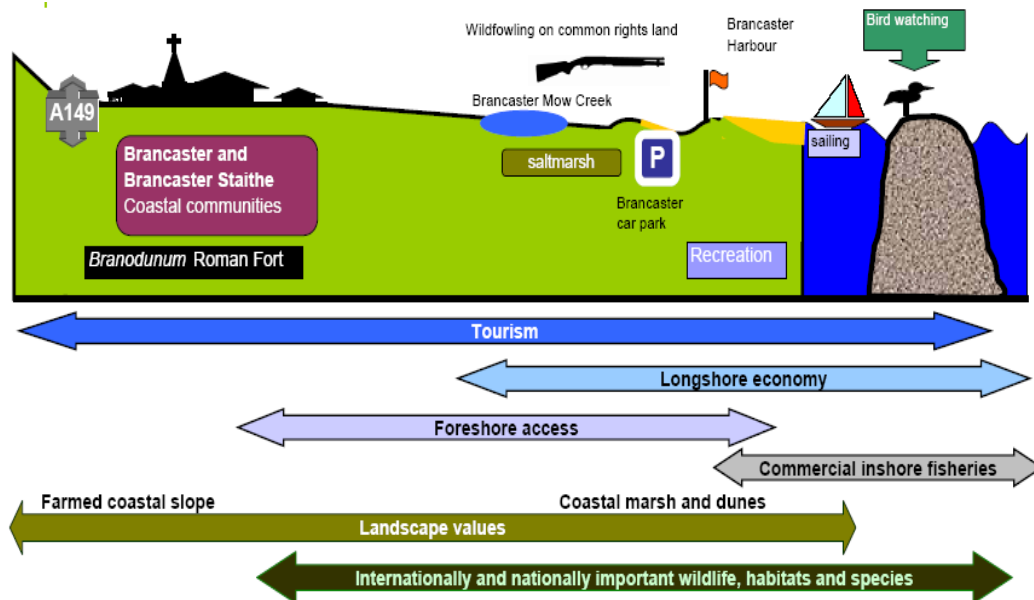 Bird watching
Brancaster
Harbour
Wildfowling on common rights land
A149
Brancaster Mow Creek
sailing
Brancaster and
Brancaster Staithe
Coastal communities
saltmarsh
P
Brancaster
car park
Branodunum Roman Fort
Recreation
Tourism
Longshore economy
Foreshore access
Commercial inshore fisheries
Farmed coastal slope
Coastal marsh and dunes
Landscape values
Internationally and nationally important wildlife, habitats and species